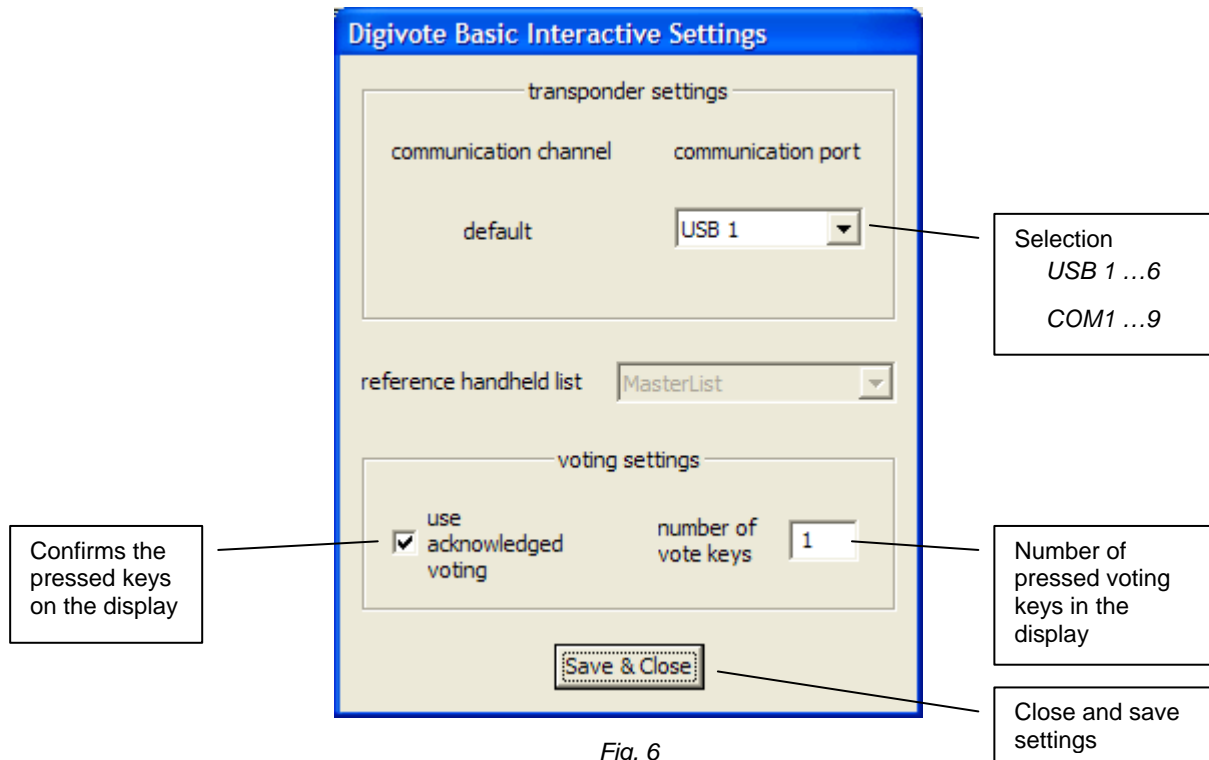 Digivote Basic Interactive Settings
transponder settings
communication channel
communication port
default
USB 1
Selection
USB 1 …6
COM1 …9
reference handheld list
MasterList
voting settings
use
acknowledged
voting
number of
vote keys
1
Confirms the
pressed keys
on the display
Number of
pressed voting
keys in the
display
Save & Close
Close and save
settings
Fig. 6